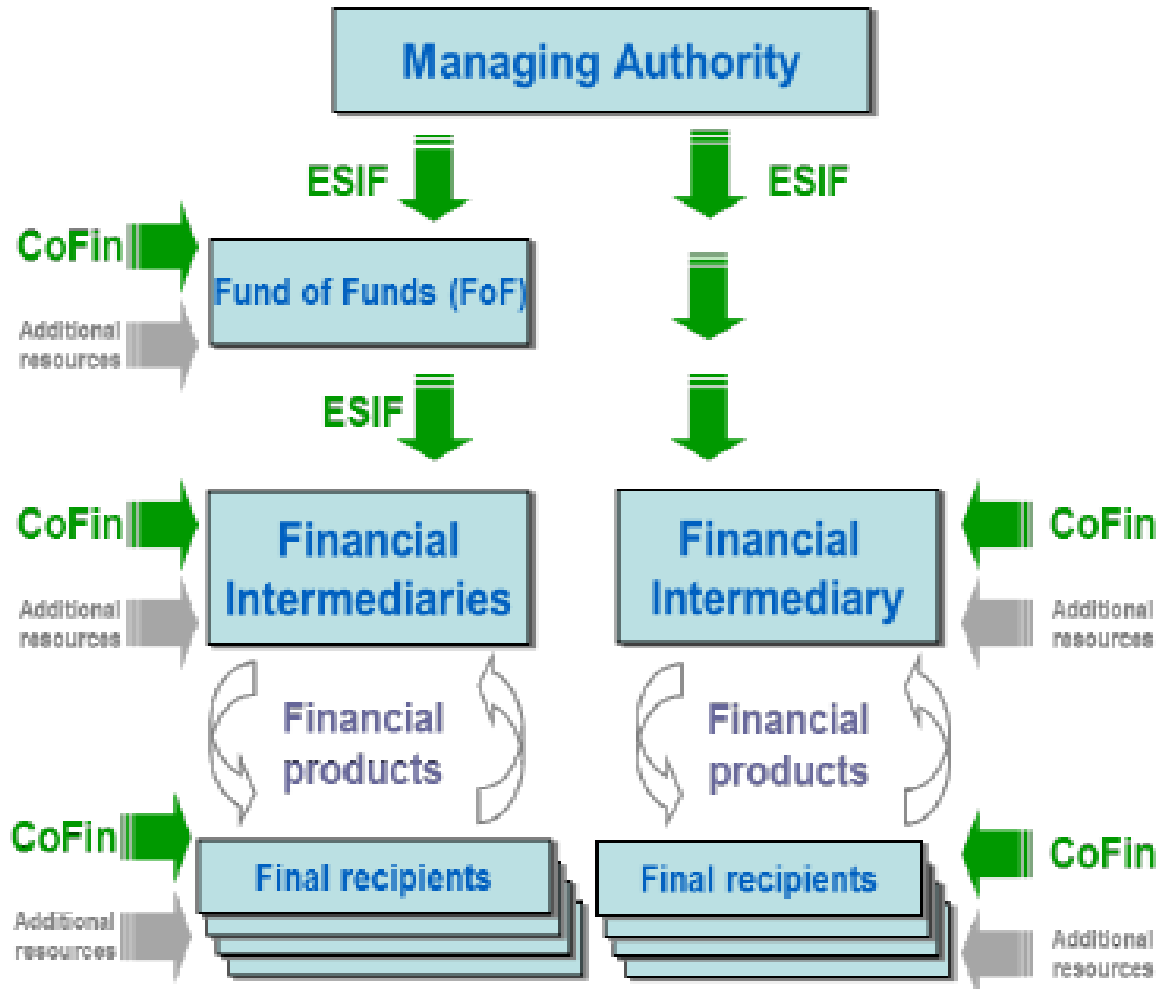 Managing Authority
ESIF
ESIF
CoFin
Fund of Funds (FoF)
Additional
resources
ESIF
CoFin
Financial
Intermediaries
Financial
Intermediary
CoFin
Additional
resources
Additional
resources
Financial
products
Financial
products
CoFin
Final recipients
Final recipients
CoFin
Additional
resources
Additional
resources